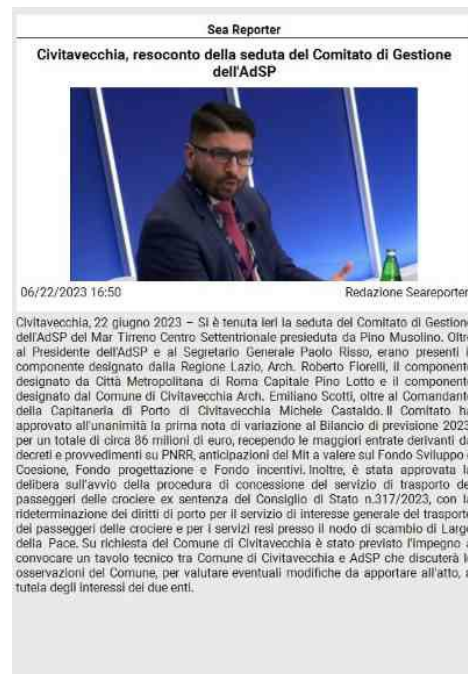 Sea Reporter
Civitavecchia, resoconto della seduta del Comitato di Gestione
dell'AdSP
06/22/2023 16:50
Redazione Seareporter
Civitavecchia, 22 giugno 2023 – Si è tenuta ieri la seduta del Comitato di Gestione
dell'AdSP del Mar Tirreno Centro Settentrionale presieduta da Pino Musolino. Oltre
al Presidente dell'AdSP e al Segretario Generale Paolo Risso, erano presenti i
componente designato dalla Regione Lazio, Arch. Roberto Fiorelli, il componente
designato da Città Metropolitana di Roma Capitale Pino Lotto e il componente
designato dal Comune di Civitavecchia Arch. Emiliano Scotti, oltre al Comandante
della Capitaneria di Porto di Civitavecchia Michele Castaldo. Il Comitato ha
approvato all'unanimità la prima nota di variazione al Bilancio di previsione 2023,
per un totale di circa 86 milioni di euro, recependo le maggiori entrate derivanti da
decreti e provvedimenti su PNRR, anticipazioni del Mit a valere sul Fondo Sviluppo e
Coesione, Fondo progettazione e Fondo incentivi. Inoltre, è stata approvata la
delibera sull'avvio della procedura di concessione del servizio di trasporto dei
passeggeri delle crociere ex sentenza del Consiglio di Stato n.317/2023, con la
rideterminazione dei diritti di porto per il servizio di interesse generale del trasporto
dei passeggeri delle crociere e per i servizi resi presso il nodo di scambio di Largo
della Pace. Su richiesta del Comune di Civitavecchia è stato previsto l'impegno a
convocare un tavolo tecnico tra Comune di Civitavecchia e AdSP che discuterà le
osservazioni del Comune, per valutare eventuali modifiche da apportare all'atto, a
tutela degli interessi dei due enti.